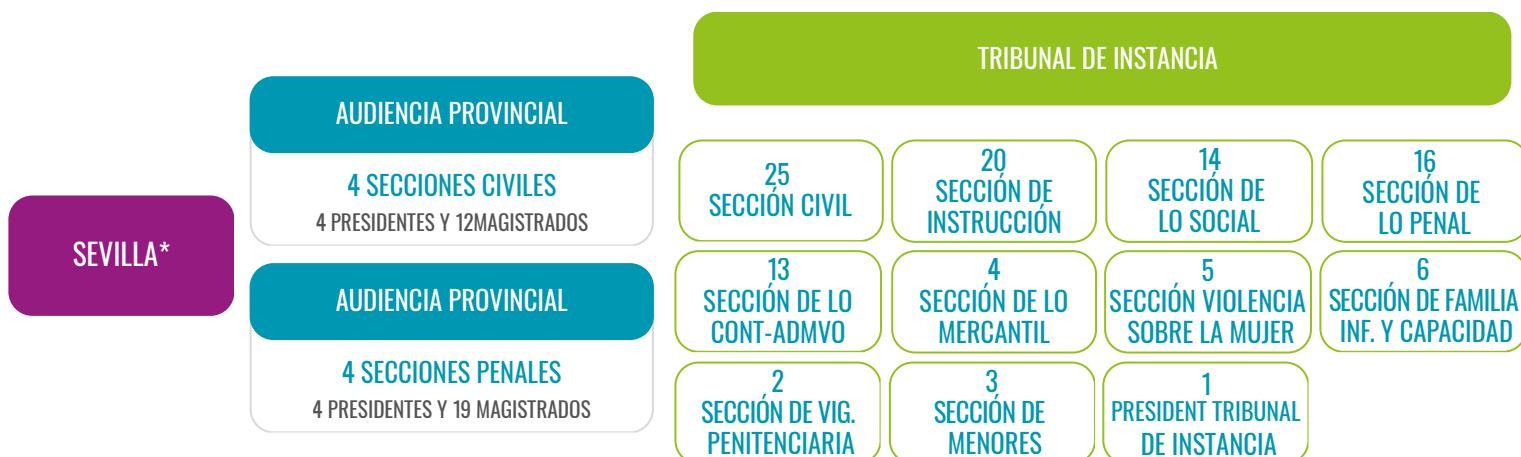 SEVILLA*
AUDIENCIA PROVINCIAL
4 SECCIONES CIVILES
4 PRESIDENTES Y 12MAGISTRADOS
AUDIENCIA PROVINCIAL
4 SECCIONES PENALES
4 PRESIDENTES Y 19 MAGISTRADOS
TRIBUNAL DE INSTANCIA
25
SECCIÓN CIVIL
20
SECCIÓN DE
INSTRUCCIÓN
14
SECCIÓN DE
LO SOCIAL
16
SECCIÓN DE
LO PENAL
13
SECCIÓN DE LO
CONT-ADMVO
4
SECCIÓN DE LO
MERCANTIL
5
SECCIÓN VIOLENCIA
SOBRE LA MUJER
6
SECCIÓN DE FAMILIA
INF. Y CAPACIDAD
2
SECCIÓN DE VIG.
PENITENCIARIA
3
SECCIÓN DE
MENORES
1
PRESIDENT TRIBUNAL
DE INSTANCIA